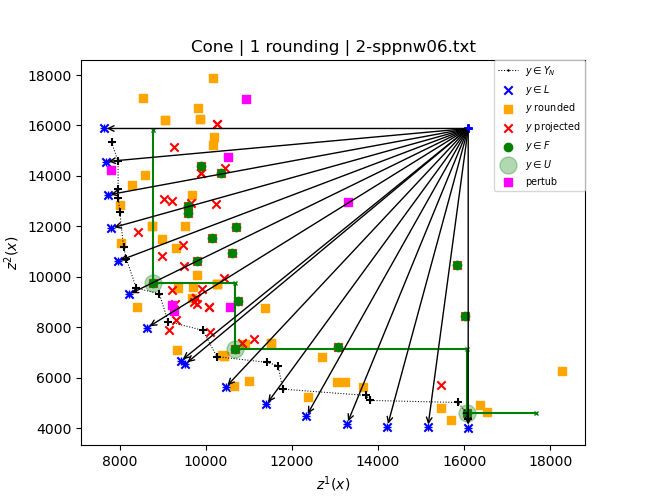 Cone | 1 rounding | 2-sppnw06.txt
z²(x)
18000
16000
14000
12000
10000
8000
6000
4000
8000 10000 12000 14000 16000 18000
z¹(x)
y ∈ Y_N
y ∈ L
y rounded
y projected
y ∈ F
y ∈ U
pertub